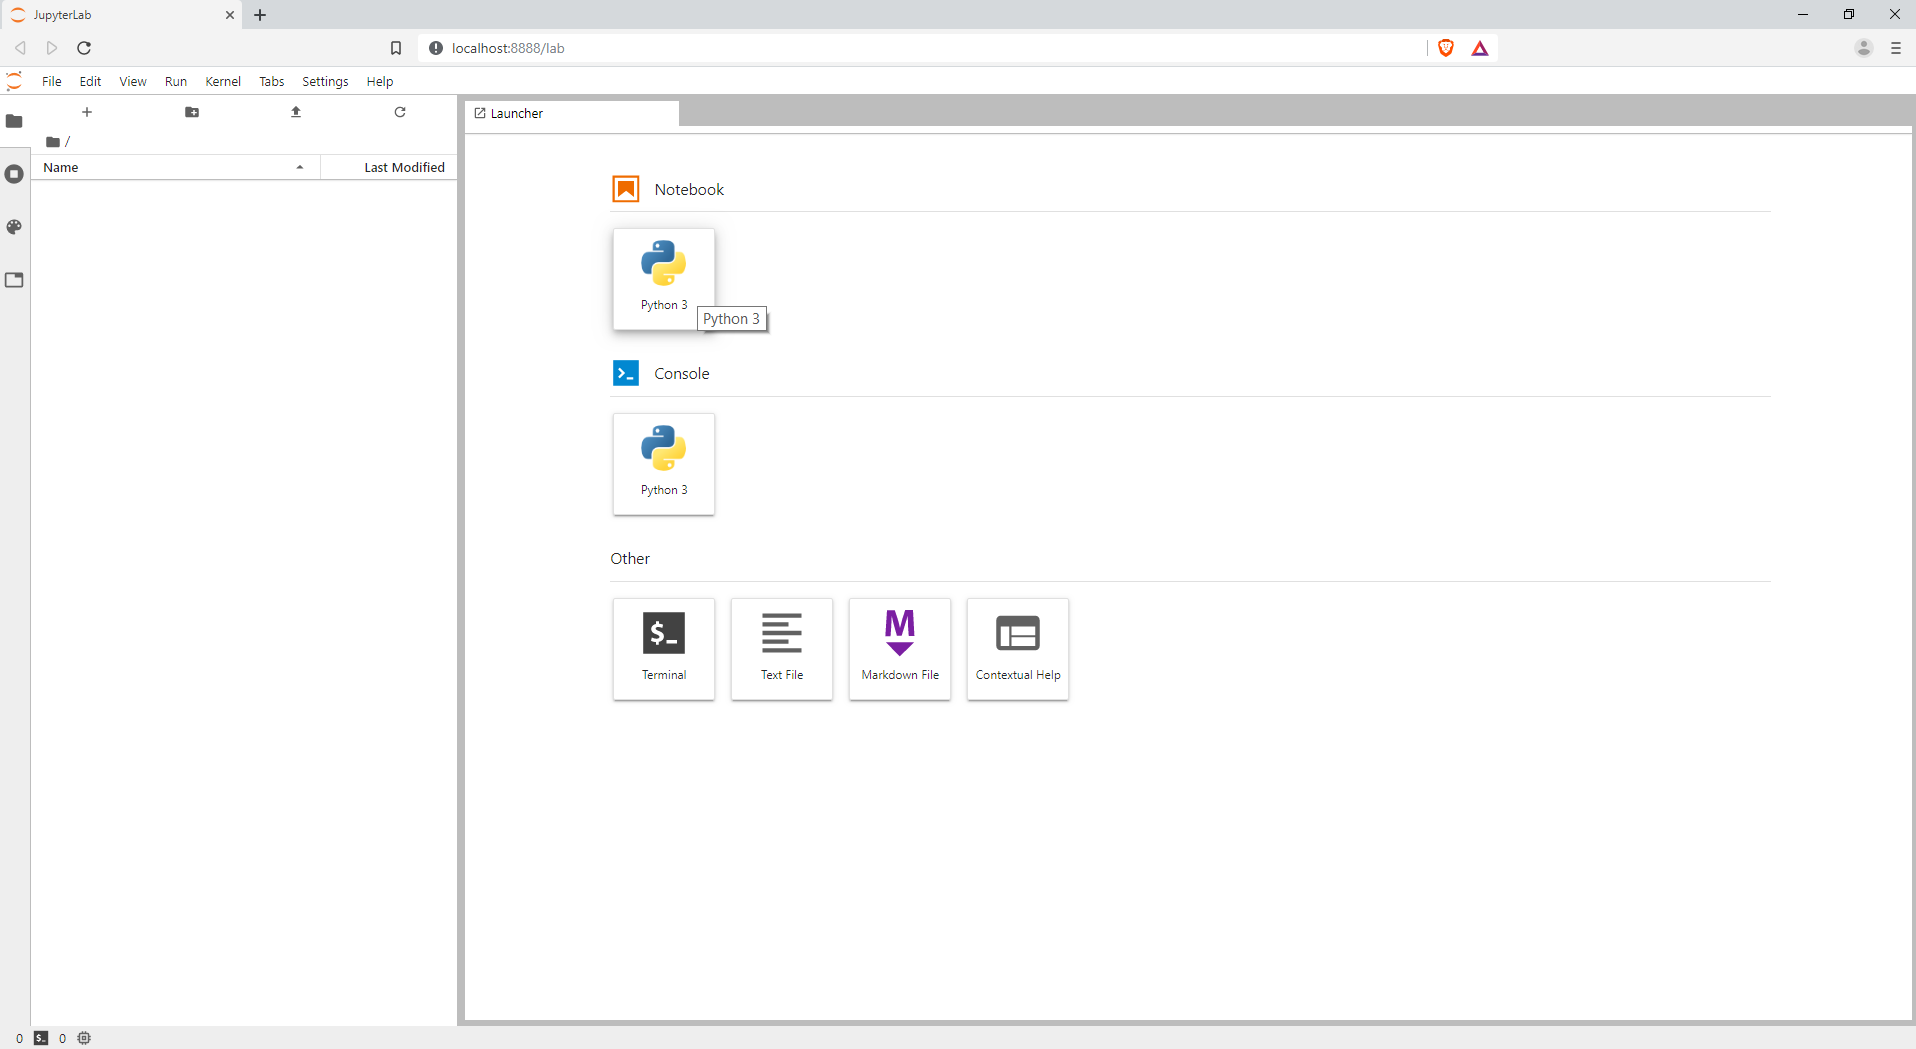 JupyterLab
localhost:8888/lab
File Edit View Run Kernel Tabs Settings Help
Launcher
/
Name Last Modified
Notebook
Python 3
Python 3
Console
Python 3
Other
$_
M
Terminal Text File Markdown File Contextual Help
0 $_ 0